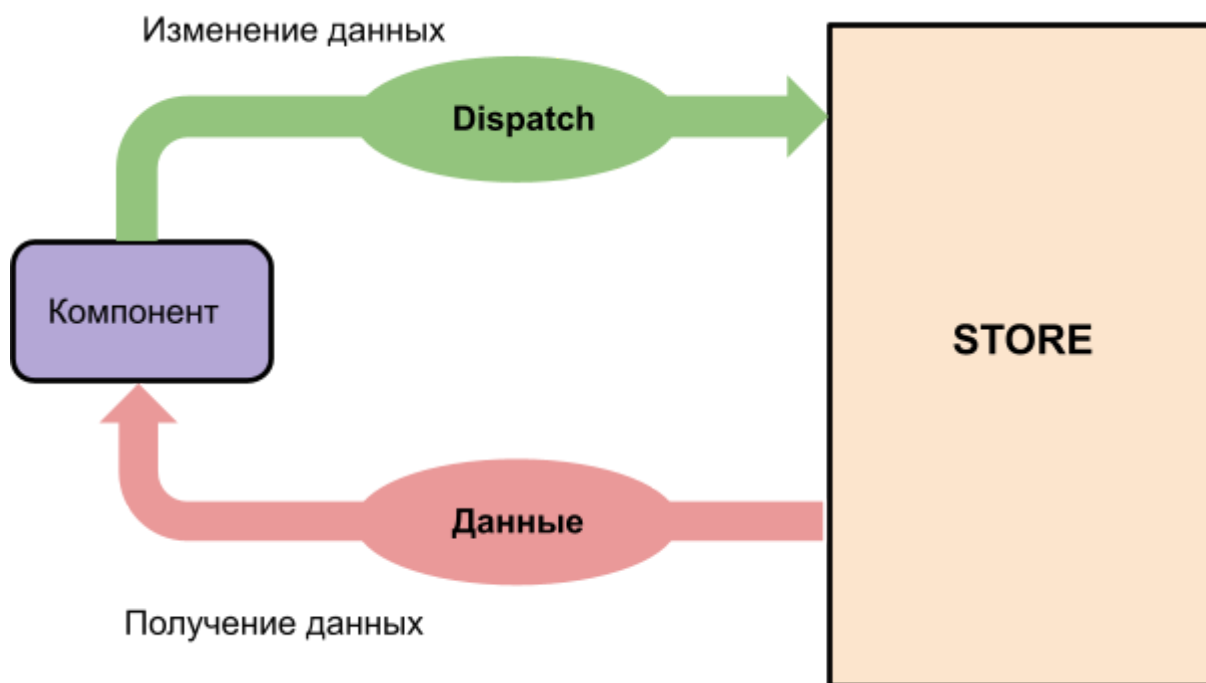 Изменение данных
Dispatch
Компонент
STORE
Данные
Получение данных